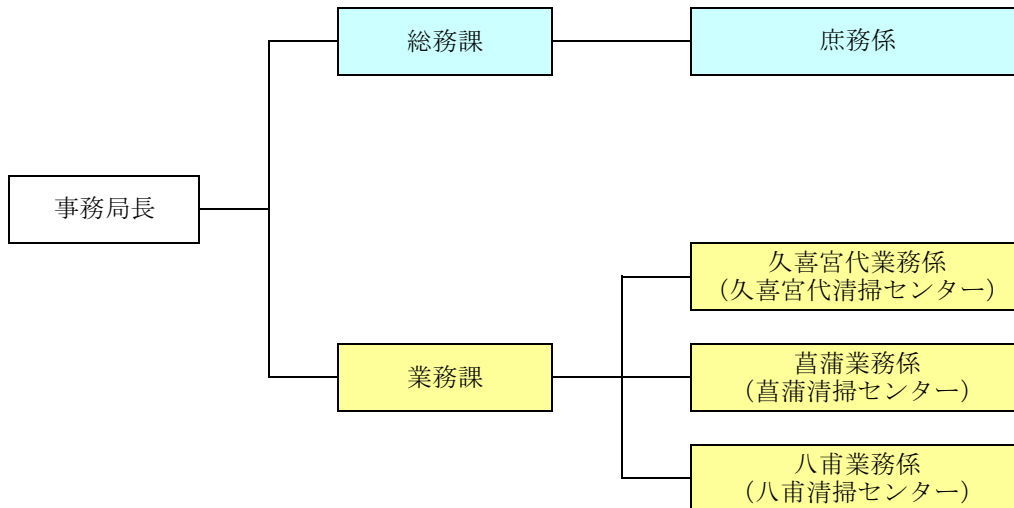 総務課
庶務係
事務局長
久喜宮代業務係
（久喜宮代清掃センター）
業務課
菖蒲業務係
（菖蒲清掃センター）
八甫業務係
（八甫清掃センター）